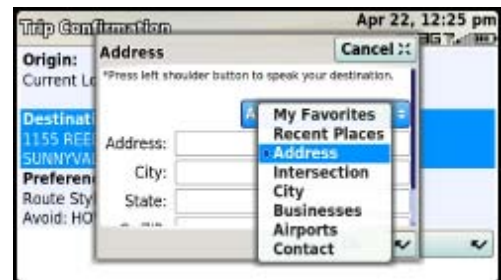 Trip Confirmation
Apr 22, 12:25 pm
3G
Origin:
Current Lo
Destinati
1155 REE
SUNNYVA
Preferen
Route Sty
Avoid: HO
Address
Cancel
*Press left shoulder button to speak your destination.
A
Address:
City:
State:
My Favorites
Recent Places
Address
Intersection
City
Businesses
Airports
Contact